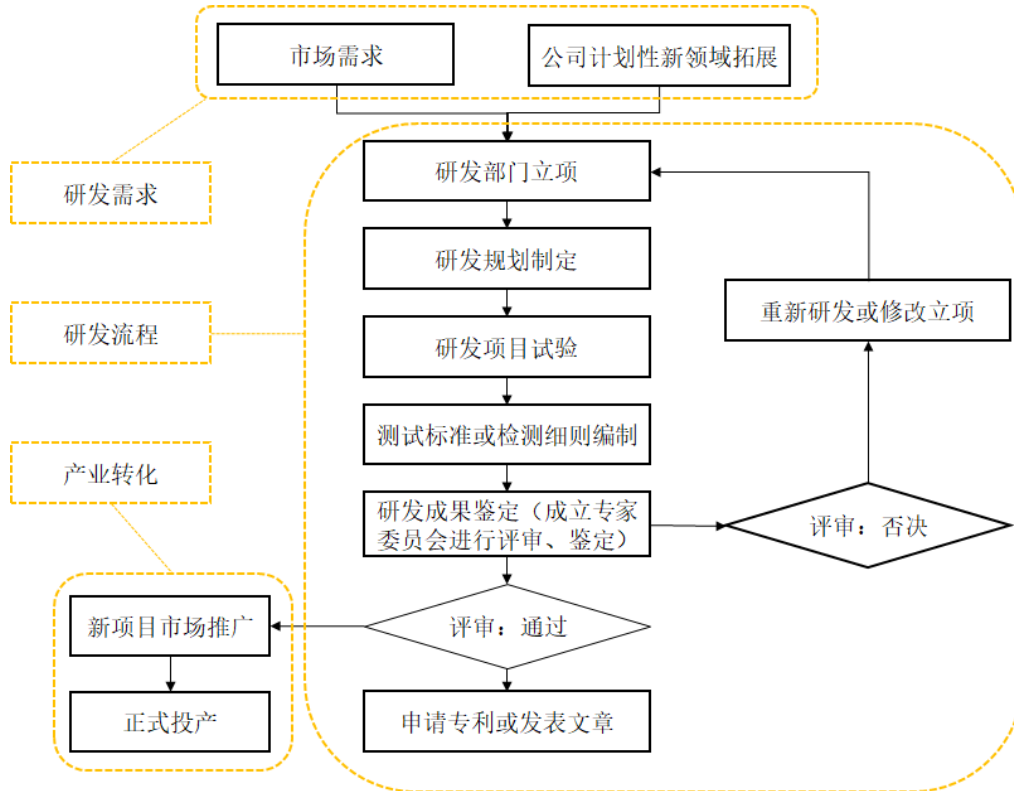 市场需求
公司计划性新领域拓展
研发部门立项
研发需求
研发规划制定
重新研发或修改立项
研发流程
研发项目试验
测试标准或检测细则编制
产业转化
研发成果鉴定（成立专家
委员会进行评审、鉴定）
评审：否决
新项目市场推广
评审：通过
正式投产
申请专利或发表文章